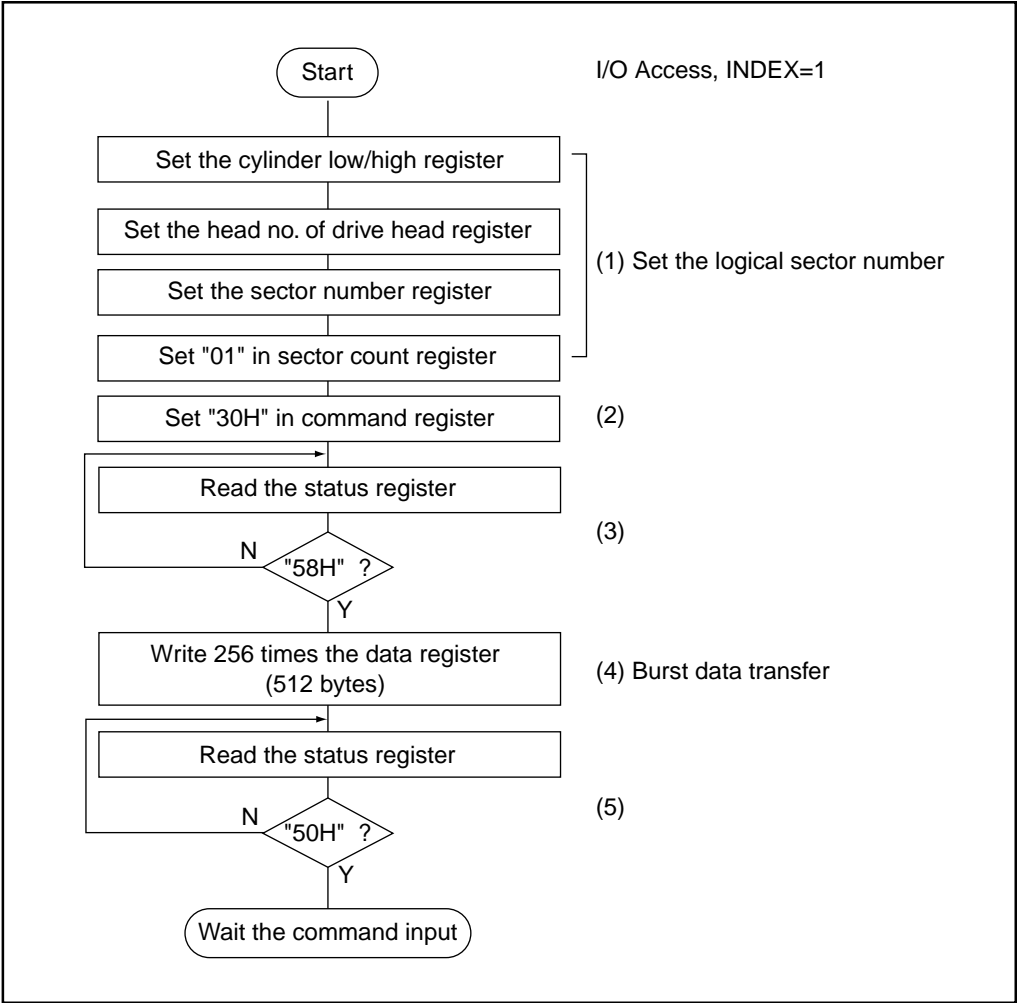 Start
I/O Access, INDEX=1
Set the cylinder low/high register
Set the head no. of drive head register
(1) Set the logical sector number
Set the sector number register
Set "01" in sector count register
Set "30H" in command register
(2)
Read the status register
(3)
N
"58H" ?
Y
Write 256 times the data register
(512 bytes)
(4) Burst data transfer
Read the status register
(5)
N
"50H" ?
Y
Wait the command input